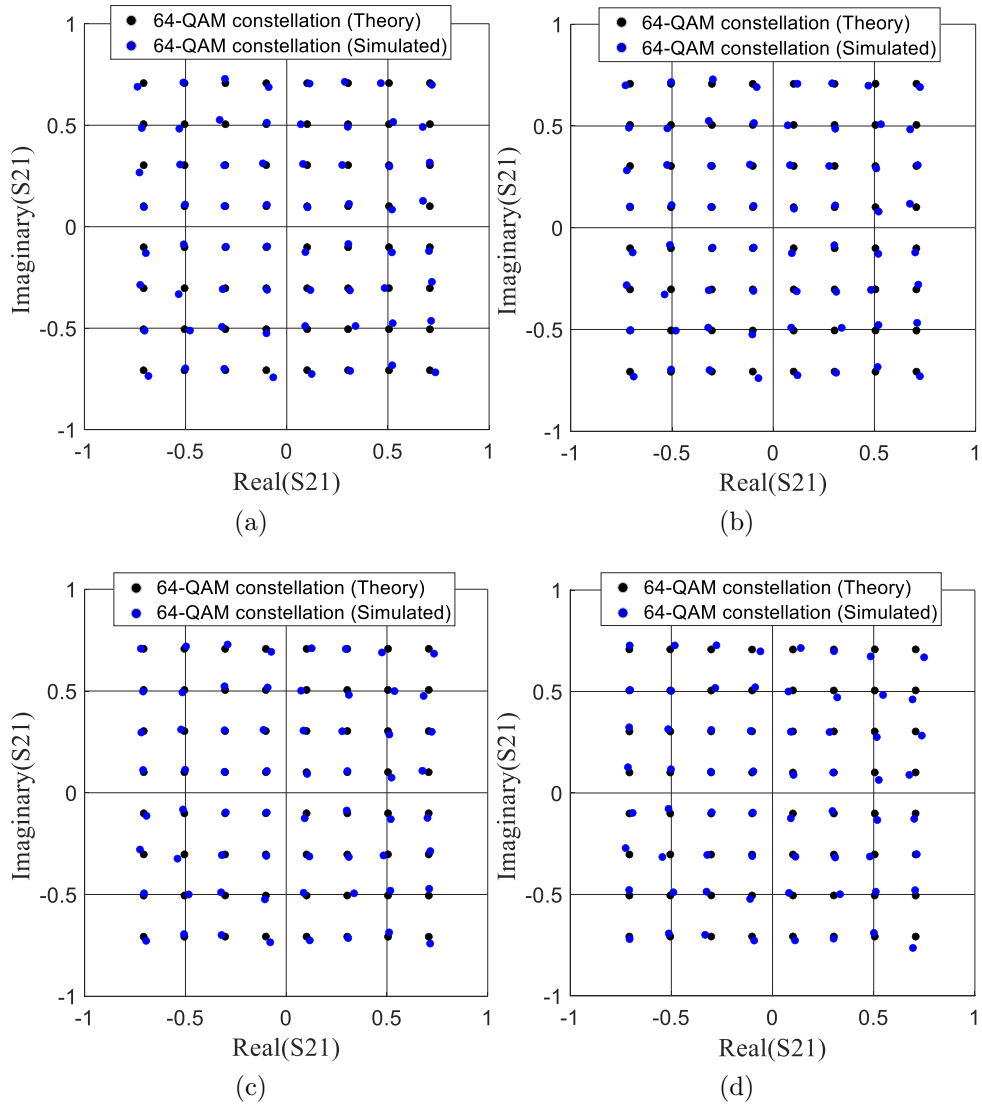 64-QAM constellation (Theory)
64-QAM constellation (Simulated)
1
0.5
0
-0.5
-1
Imaginary(S21)
-1
-0.5
0
0.5
1
Real(S21)
(a)
64-QAM constellation (Theory)
64-QAM constellation (Simulated)
1
0.5
0
-0.5
-1
Imaginary(S21)
-1
-0.5
0
0.5
1
Real(S21)
(b)
64-QAM constellation (Theory)
64-QAM constellation (Simulated)
1
0.5
0
-0.5
-1
Imaginary(S21)
-1
-0.5
0
0.5
1
Real(S21)
(c)
64-QAM constellation (Theory)
64-QAM constellation (Simulated)
1
0.5
0
-0.5
-1
Imaginary(S21)
-1
-0.5
0
0.5
1
Real(S21)
(d)